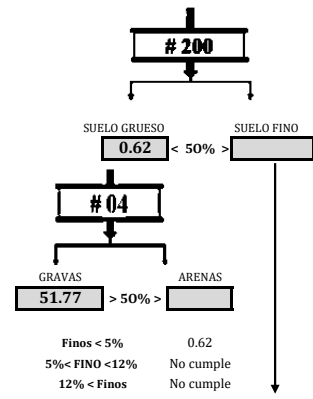 # 200
SUELO GRUESO SUELO FINO
0.62 < 50% >
# 04
GRAVAS ARENAS
51.77 > 50% >
Finos < 5% 0.62
5%< FINO <12% No cumple
12% < Finos No cumple